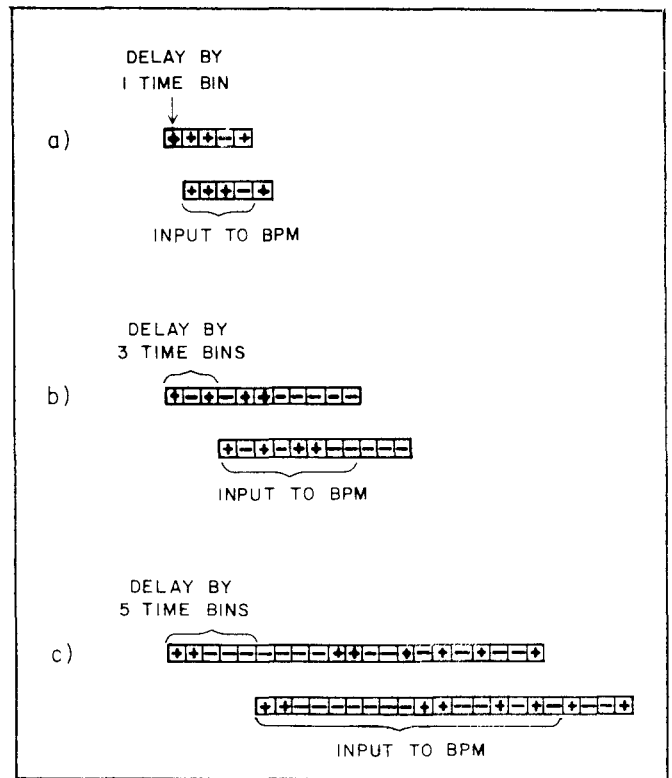 DELAY BY
1 TIME BIN
a)
+ + + − +
+ + + − +
INPUT TO BPM
DELAY BY
3 TIME BINS
b)
+ − + − + + − − − − −
+ − + − + + − − − − −
INPUT TO BPM
DELAY BY
5 TIME BINS
c)
+ + − − − − − − − + + − − + − + − + − − +
+ + − − − − − − − + + − − + − + − + − − +
INPUT TO BPM